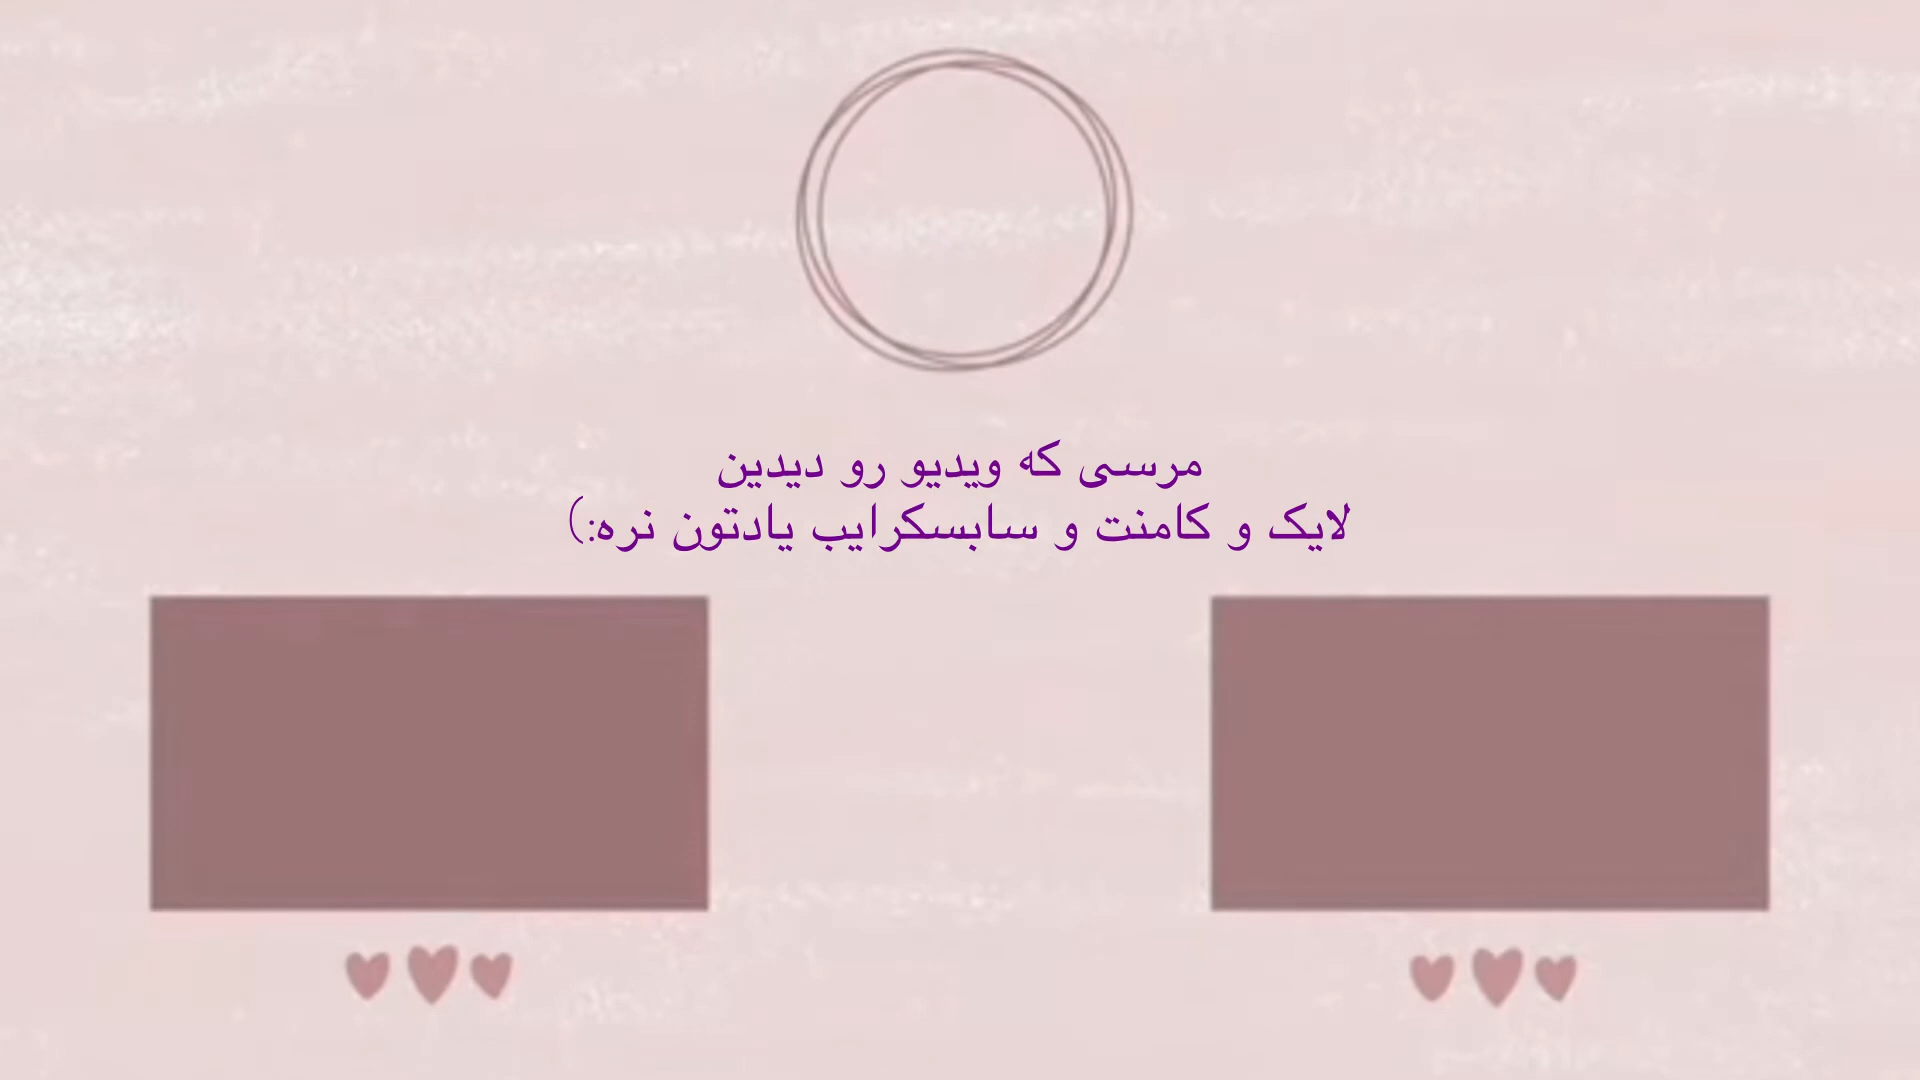 مرسی که ویدیو رو دیدین
لایک و کامنت و سابسکرایب یادتون نره:)